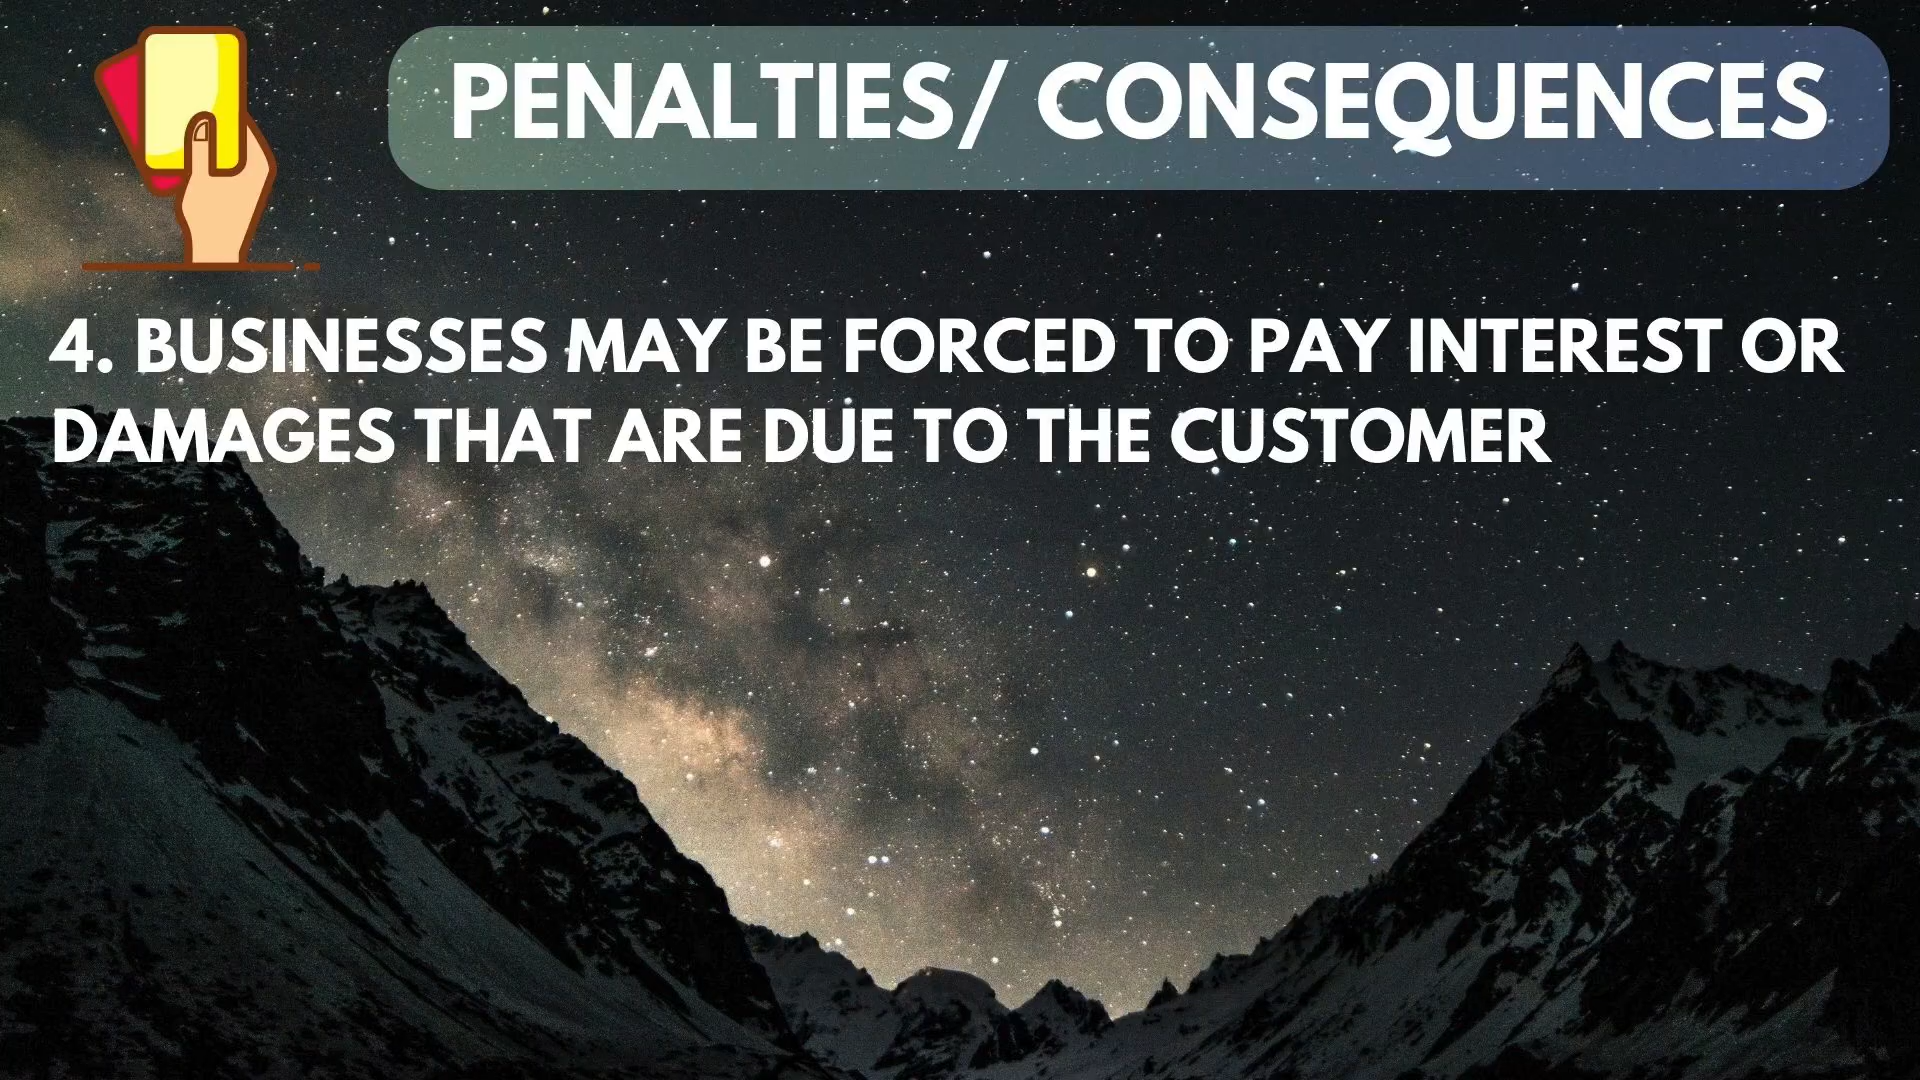 PENALTIES/ CONSEQUENCES
4. BUSINESSES MAY BE FORCED TO PAY INTEREST OR
DAMAGES THAT ARE DUE TO THE CUSTOMER